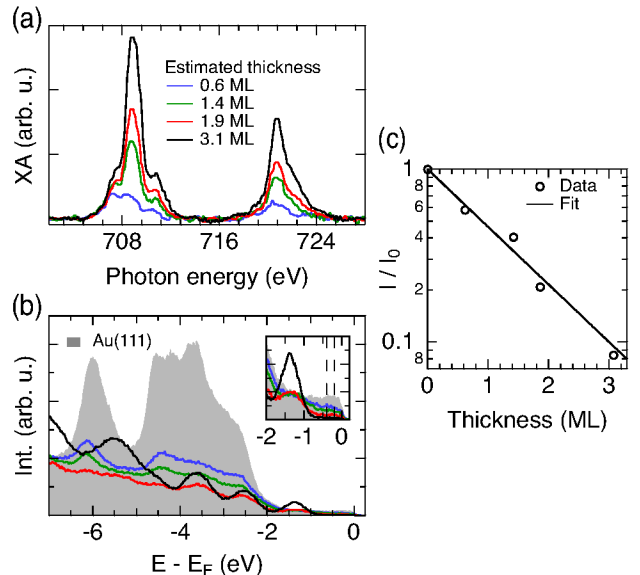 (a)
XA (arb. u.)
Estimated thickness
0.6 ML
1.4 ML
1.9 ML
3.1 ML
708 716 724
Photon energy (eV)
(b)
Int. (arb. u.)
Au(111)
-2 -1 0
-6 -4 -2 0
E - E_F (eV)
(c)
I / I_0
1
8
6
4
2
0.1
8
Data
Fit
0 1 2 3
Thickness (ML)